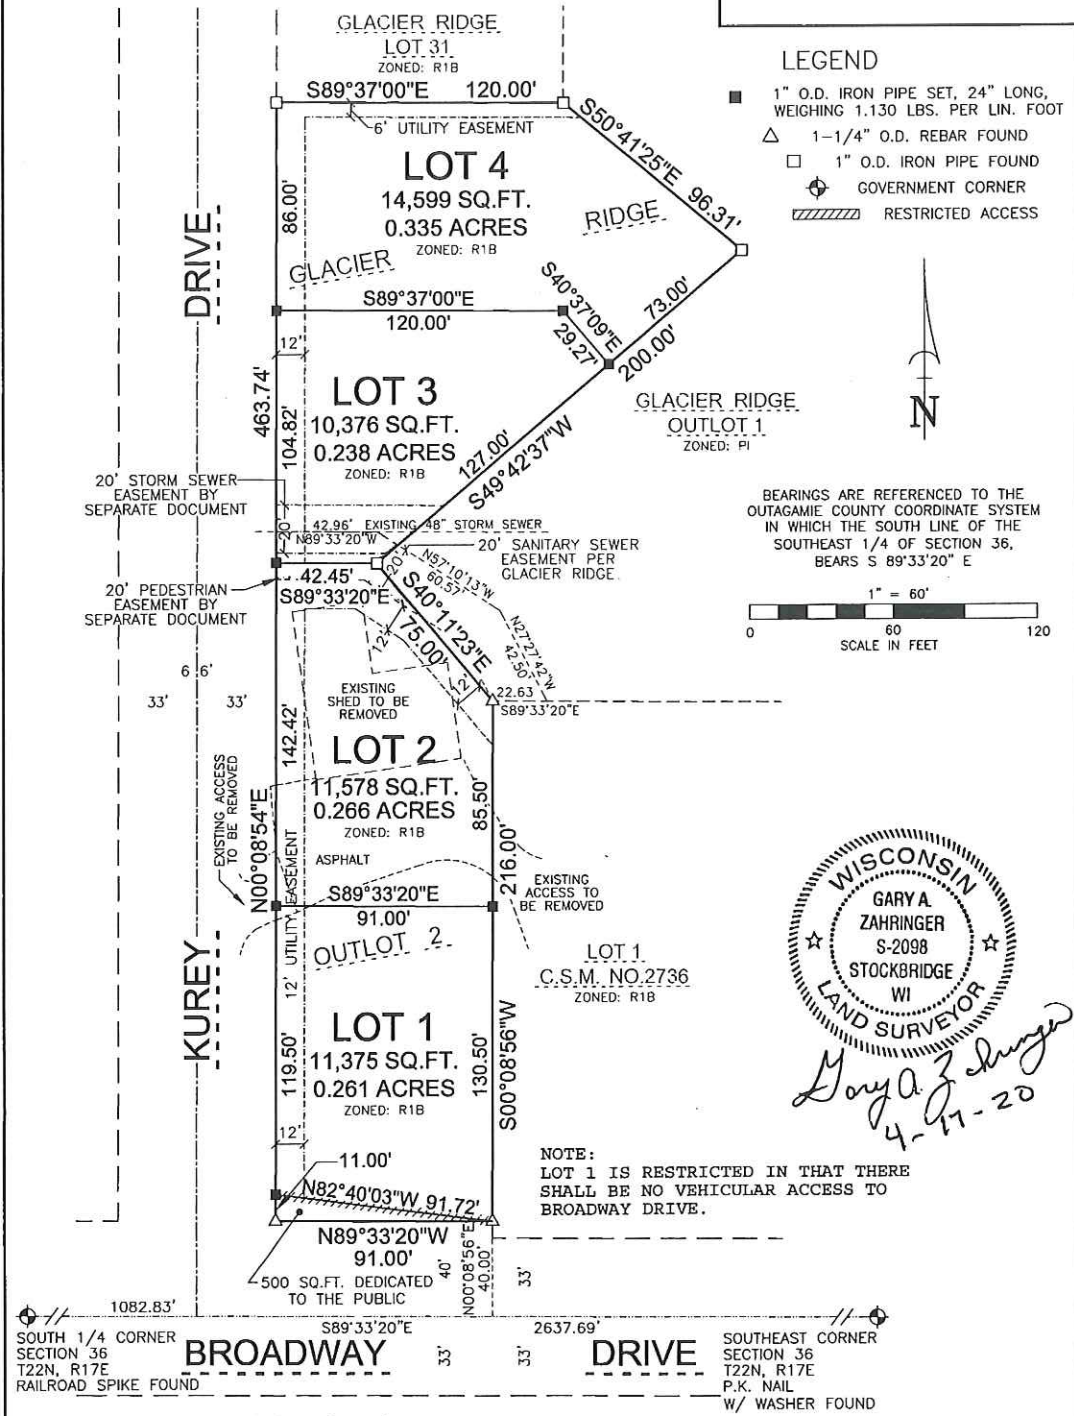 GLACIER RIDGE
LOT 31
ZONED: R1B
S89°37'00"E 120.00'
6' UTILITY EASEMENT
LOT 4
14,599 SQ.FT.
0.335 ACRES
ZONED: R1B
S50°41'25"E 96.31'
GLACIER RIDGE
86.00'
DRIVE
S89°37'00"E
120.00'
S40°37'09"E
29.27'
73.00'
200.00'
LEGEND
1" O.D. IRON PIPE SET, 24" LONG,
WEIGHING 1.130 LBS. PER LIN. FOOT
1-1/4" O.D. REBAR FOUND
1" O.D. IRON PIPE FOUND
GOVERNMENT CORNER
RESTRICTED ACCESS
N
12'
463.74'
104.82'
LOT 3
10,376 SQ.FT.
0.238 ACRES
ZONED: R1B
127.00'
S49°42'37"W
GLACIER RIDGE
OUTLOT 1
ZONED: PI
BEARINGS ARE REFERENCED TO THE
OUTAGAMIE COUNTY COORDINATE SYSTEM
IN WHICH THE SOUTH LINE OF THE
SOUTHEAST 1/4 OF SECTION 36,
BEARS S 89°33'20" E
1" = 60'
0 60 120
SCALE IN FEET
20' STORM SEWER
EASEMENT BY
SEPARATE DOCUMENT
20'
42.96' EXISTING 48" STORM SEWER
N89°33'20"W
20' SANITARY SEWER
EASEMENT PER
GLACIER RIDGE
20'
N57°10'13"W
60.57'
20' PEDESTRIAN
EASEMENT BY
SEPARATE DOCUMENT
42.45'
S89°33'20"E
S40°11'23"E
75.00'
12'
12'
N27°27'42"W
42.50'
22.63
S89°33'20"E
66'
33' 33'
EXISTING
SHED TO BE
REMOVED
142.42'
LOT 2
11,578 SQ.FT.
0.266 ACRES
ZONED: R1B
85.50'
216.00'
EXISTING ACCESS
TO BE REMOVED
N00°08'54"E
ASPHALT
S89°33'20"E
91.00'
EXISTING
ACCESS TO
BE REMOVED
OUTLOT 2
12' UTILITY EASEMENT
KUREY
LOT 1
C.S.M. NO.2736
ZONED: R1B
LOT 1
11,375 SQ.FT.
0.261 ACRES
ZONED: R1B
119.50'
130.50'
S00°08'56"W
12'
WISCONSIN
GARY A.
ZAHRINGER
S-2098
STOCKBRIDGE
WI
LAND SURVEYOR
Gary A. Zahringer
4-17-20
11.00'
N82°40'03"W 91.72'
N89°33'20"W
91.00'
500 SQ.FT. DEDICATED
TO THE PUBLIC
40'
N00°08'56"E
40.00'
33'
NOTE:
LOT 1 IS RESTRICTED IN THAT THERE
SHALL BE NO VEHICULAR ACCESS TO
BROADWAY DRIVE.
1082.83'
S89°33'20"E 2637.69'
SOUTH 1/4 CORNER
SECTION 36
T22N, R17E
RAILROAD SPIKE FOUND
BROADWAY DRIVE
33' 33'
SOUTHEAST CORNER
SECTION 36
T22N, R17E
P.K. NAIL
W/ WASHER FOUND